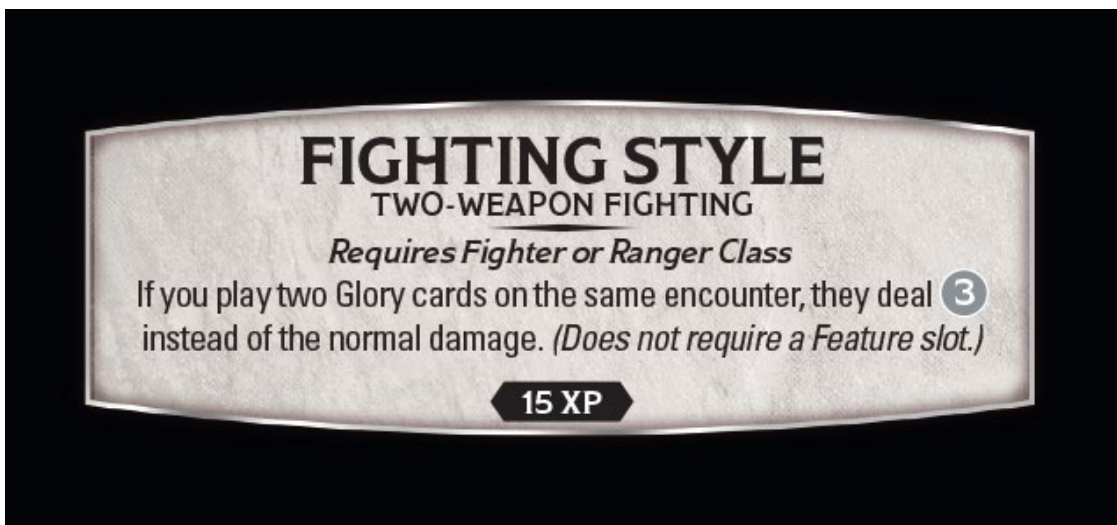 FIGHTING STYLE
TWO-WEAPON FIGHTING
Requires Fighter or Ranger Class
If you play two Glory cards on the same encounter, they deal 3
instead of the normal damage. (Does not require a Feature slot.)
15 XP